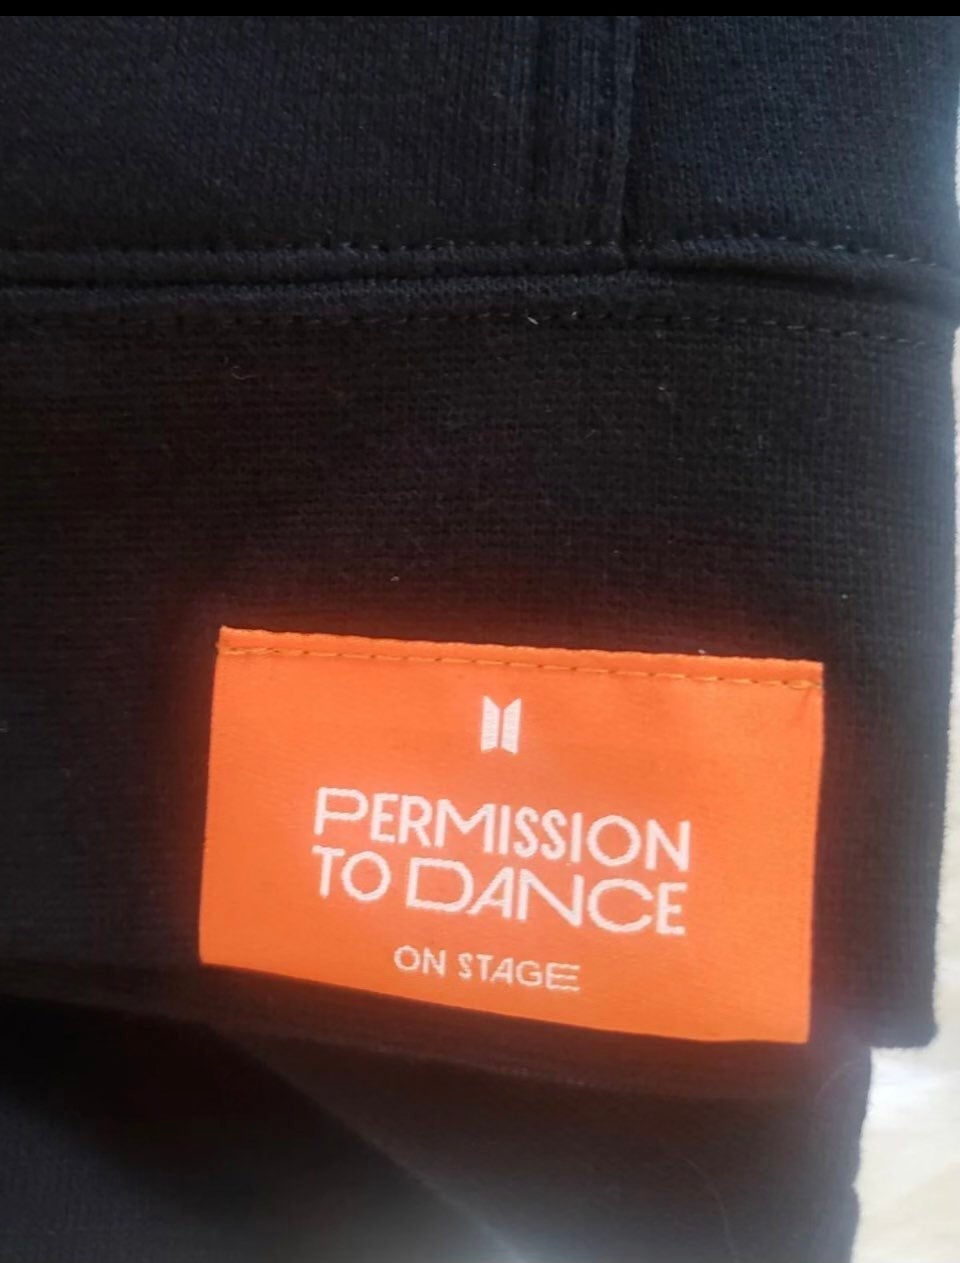 PERMISSION
TO DANCE
ON STAGE